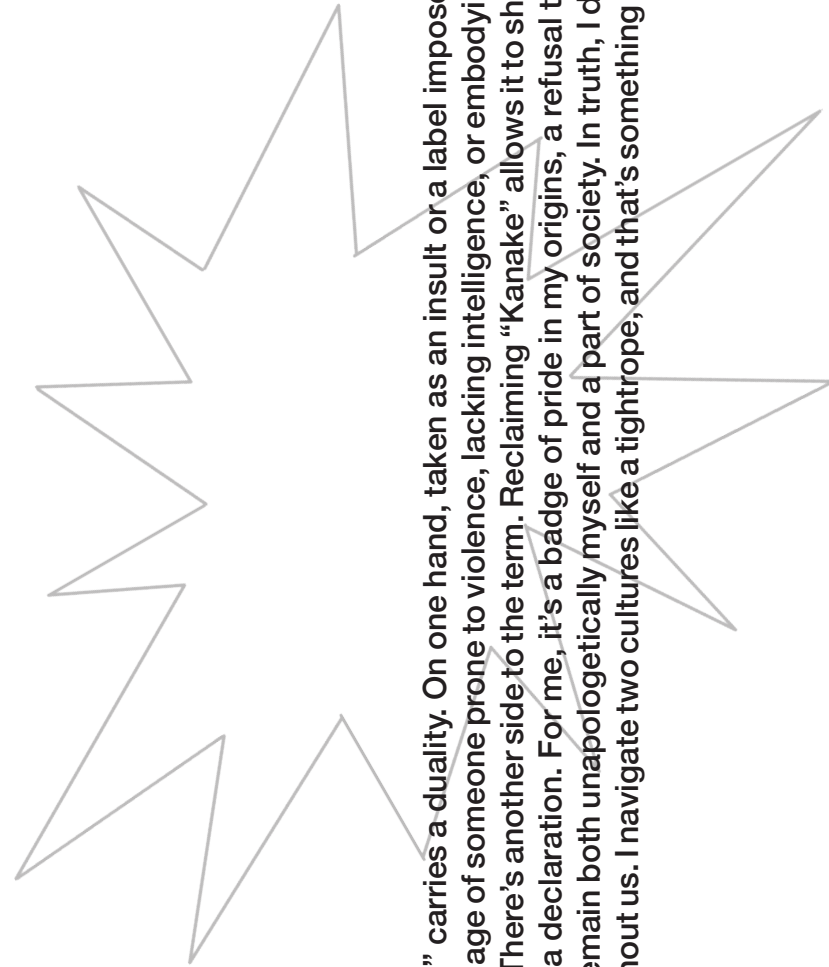 ” carries a duality. On one hand, taken as an insult or a label impose
age of someone prone to violence, lacking intelligence, or embodyi
There’s another side to the term. Reclaiming “Kanake” allows it to sh
a declaration. For me, it’s a badge of pride in my origins, a refusal t
emain both unapologetically myself and a part of society. In truth, I d
hout us. I navigate two cultures like a tightrope, and that’s something